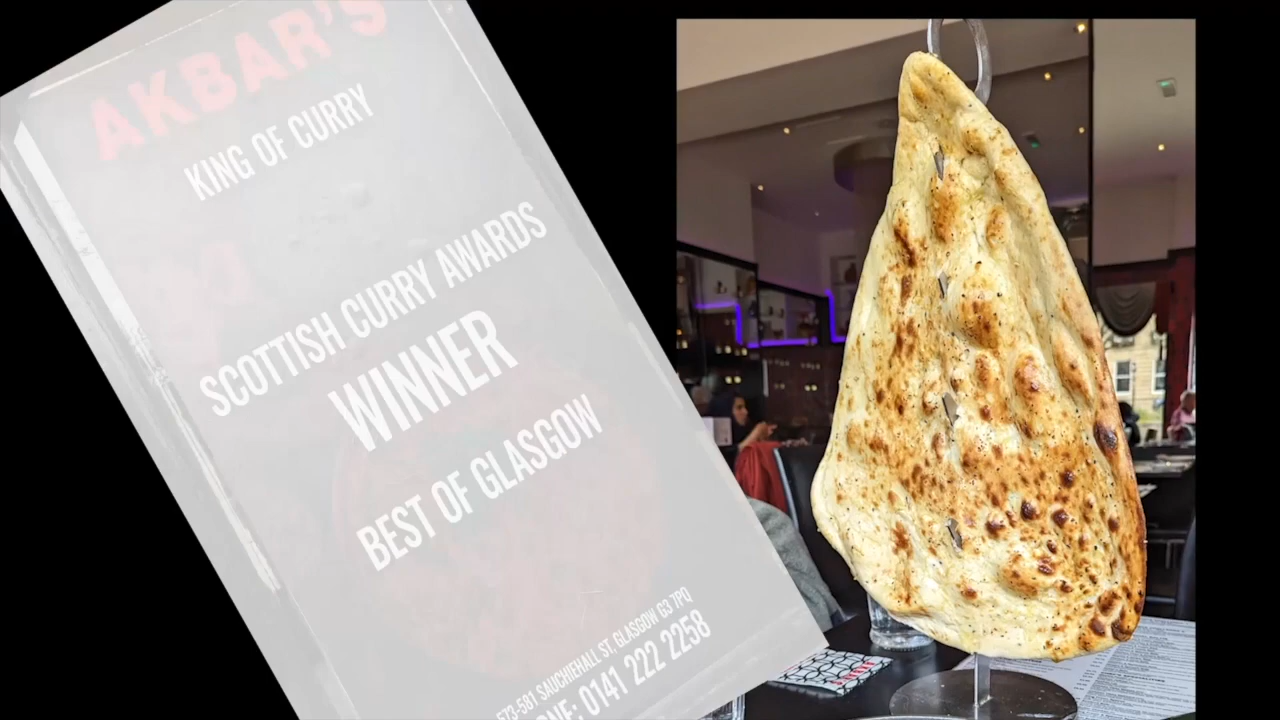 AKBAR'S
KING OF CURRY
SCOTTISH CURRY AWARDS
WINNER
BEST OF GLASGOW
573-581 SAUCHIEHALL ST, GLASGOW G3 7PQ
PHONE: 0141 222 2258